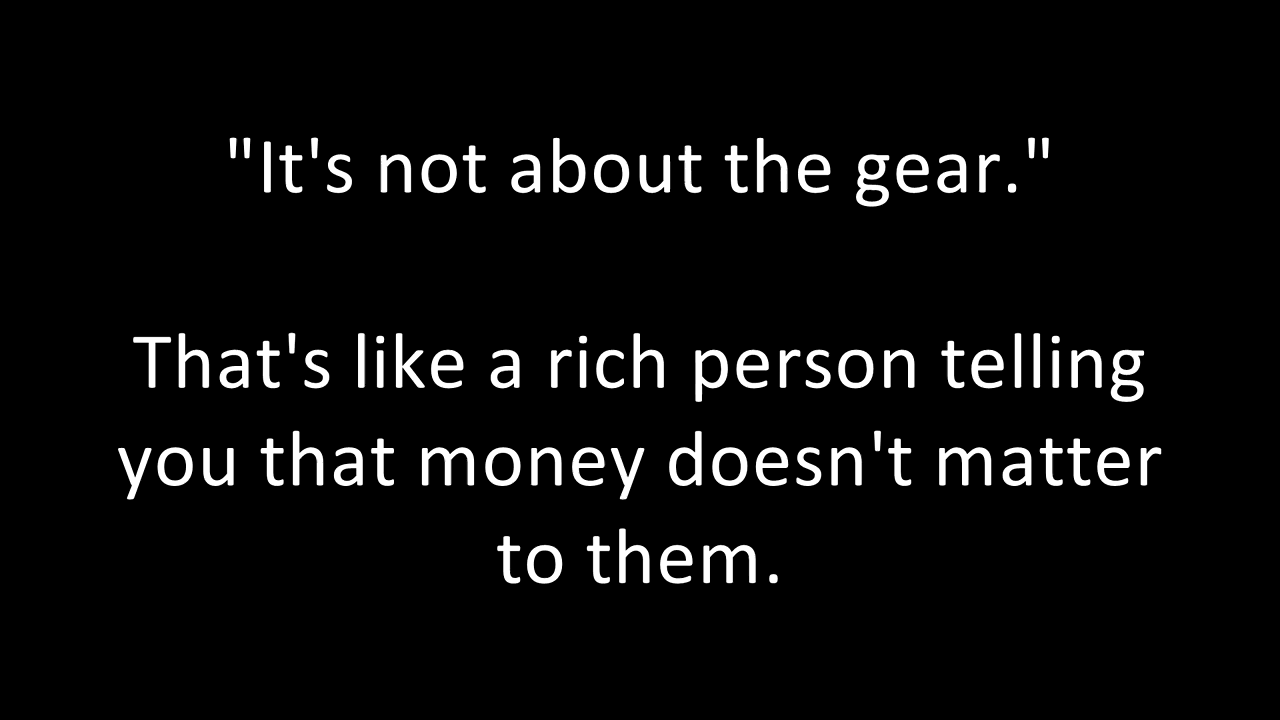 "It's not about the gear."
That's like a rich person telling
you that money doesn't matter
to them.